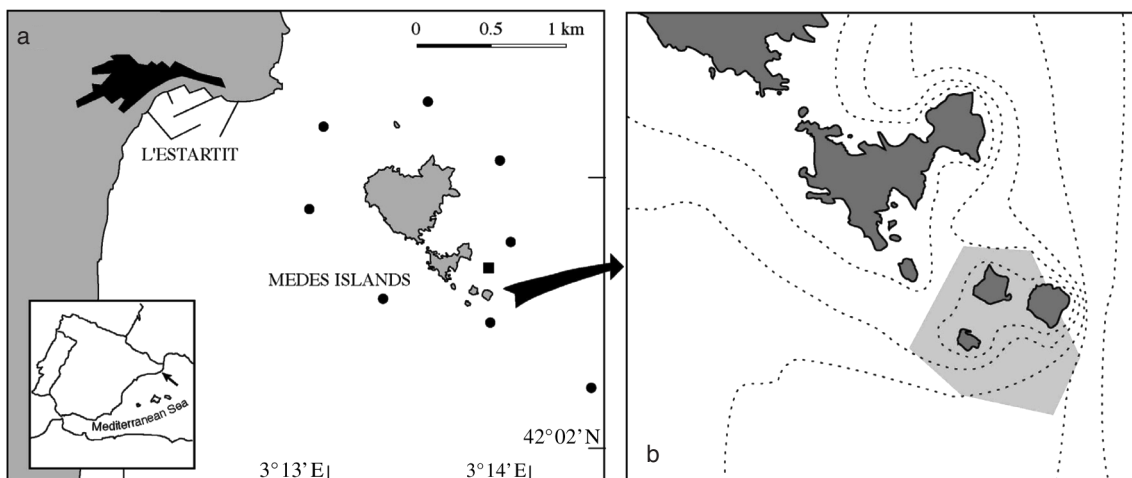 a
0 0.5 1 km
L'ESTARTIT
MEDES ISLANDS
Mediterranean Sea
42°02'N
3°13'E 3°14'E
b